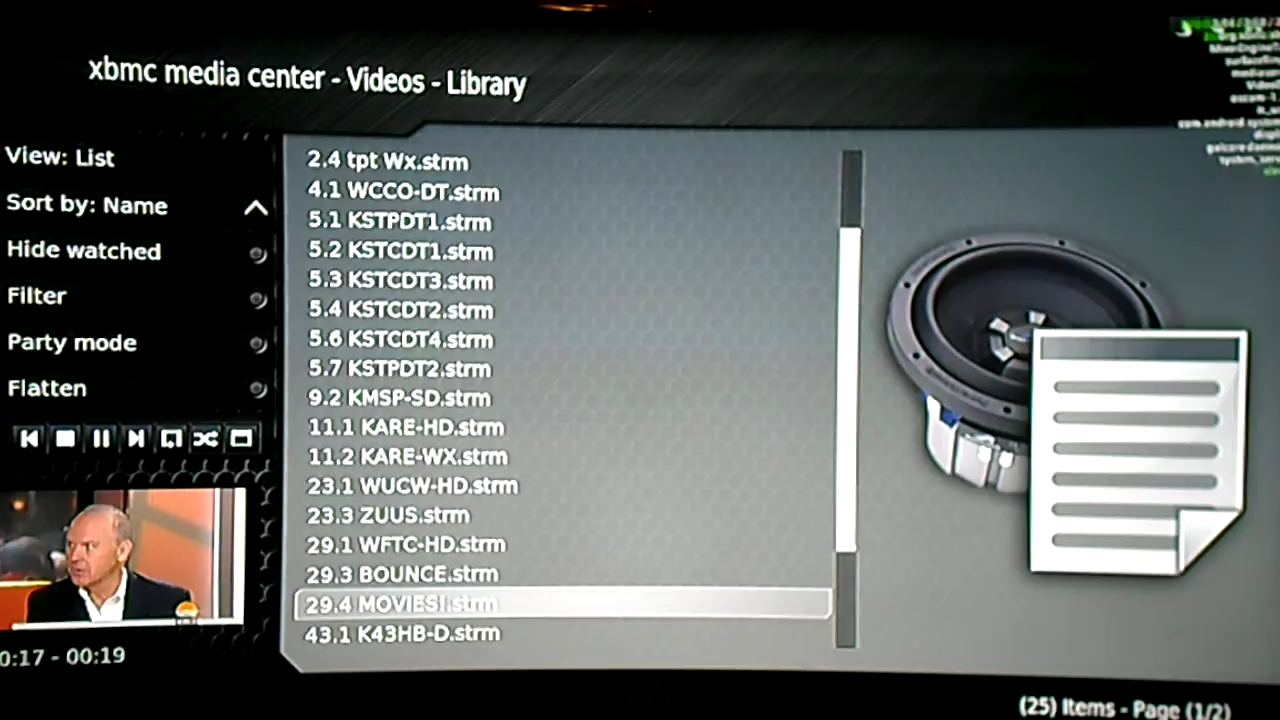 xbmc media center - Videos - Library
View: List
Sort by: Name
Hide watched
Filter
Party mode
Flatten
0:17 - 00:19
2.4 tpt Wx.strm
4.1 WCCO-DT.strm
5.1 KSTPDT1.strm
5.2 KSTCDT1.strm
5.3 KSTCDT3.strm
5.4 KSTCDT2.strm
5.6 KSTCDT4.strm
5.7 KSTPDT2.strm
9.2 KMSP-SD.strm
11.1 KARE-HD.strm
11.2 KARE-WX.strm
23.1 WUCW-HD.strm
23.3 ZUUS.strm
29.1 WFTC-HD.strm
29.3 BOUNCE.strm
29.4 MOVIES!.strm
43.1 K43HB-D.strm
(25) Items - Page (1/2)